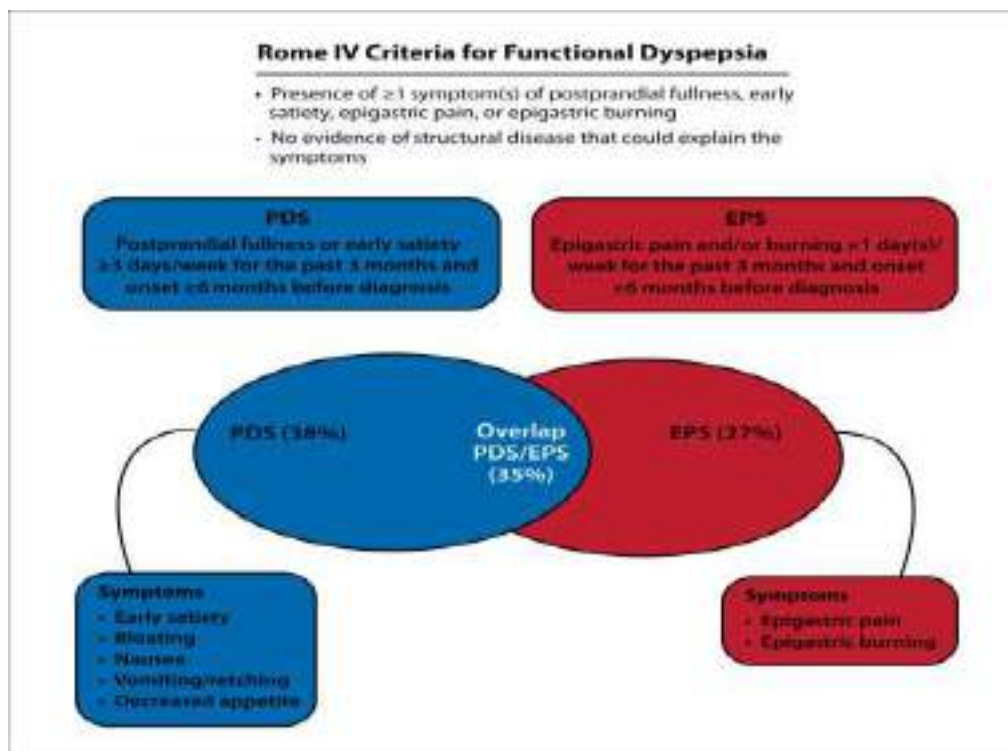 Rome IV Criteria for Functional Dyspepsia
• Presence of ≥1 symptom(s) of postprandial fullness, early
satiety, epigastric pain, or epigastric burning
• No evidence of structural disease that could explain the
symptoms
PDS
Postprandial fullness or early satiety
≥3 days/week for the past 3 months and
onset 6 months before diagnosis
EPS
Epigastric pain and/or burning 1 day(s)/
week for the past 3 months and onset
6 months before diagnosis
PDS (38%)
Overlap
PDS/EPS
(35%)
EPS (27%)
Symptoms
• Early satiety
• Bloating
• Nausea
• Vomiting/retching
• Decreased appetite
Symptoms
• Epigastric pain
• Epigastric burning